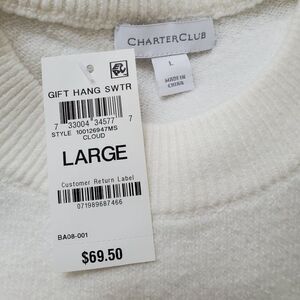 CHARTERCLUB
L
MADE IN
CHINA
GIFT HANG SWTR
7 33004 34577 7
STYLE 100126947MS
CLOUD
LARGE
Customer Return Label
071989687466
BA08-001
$69.50